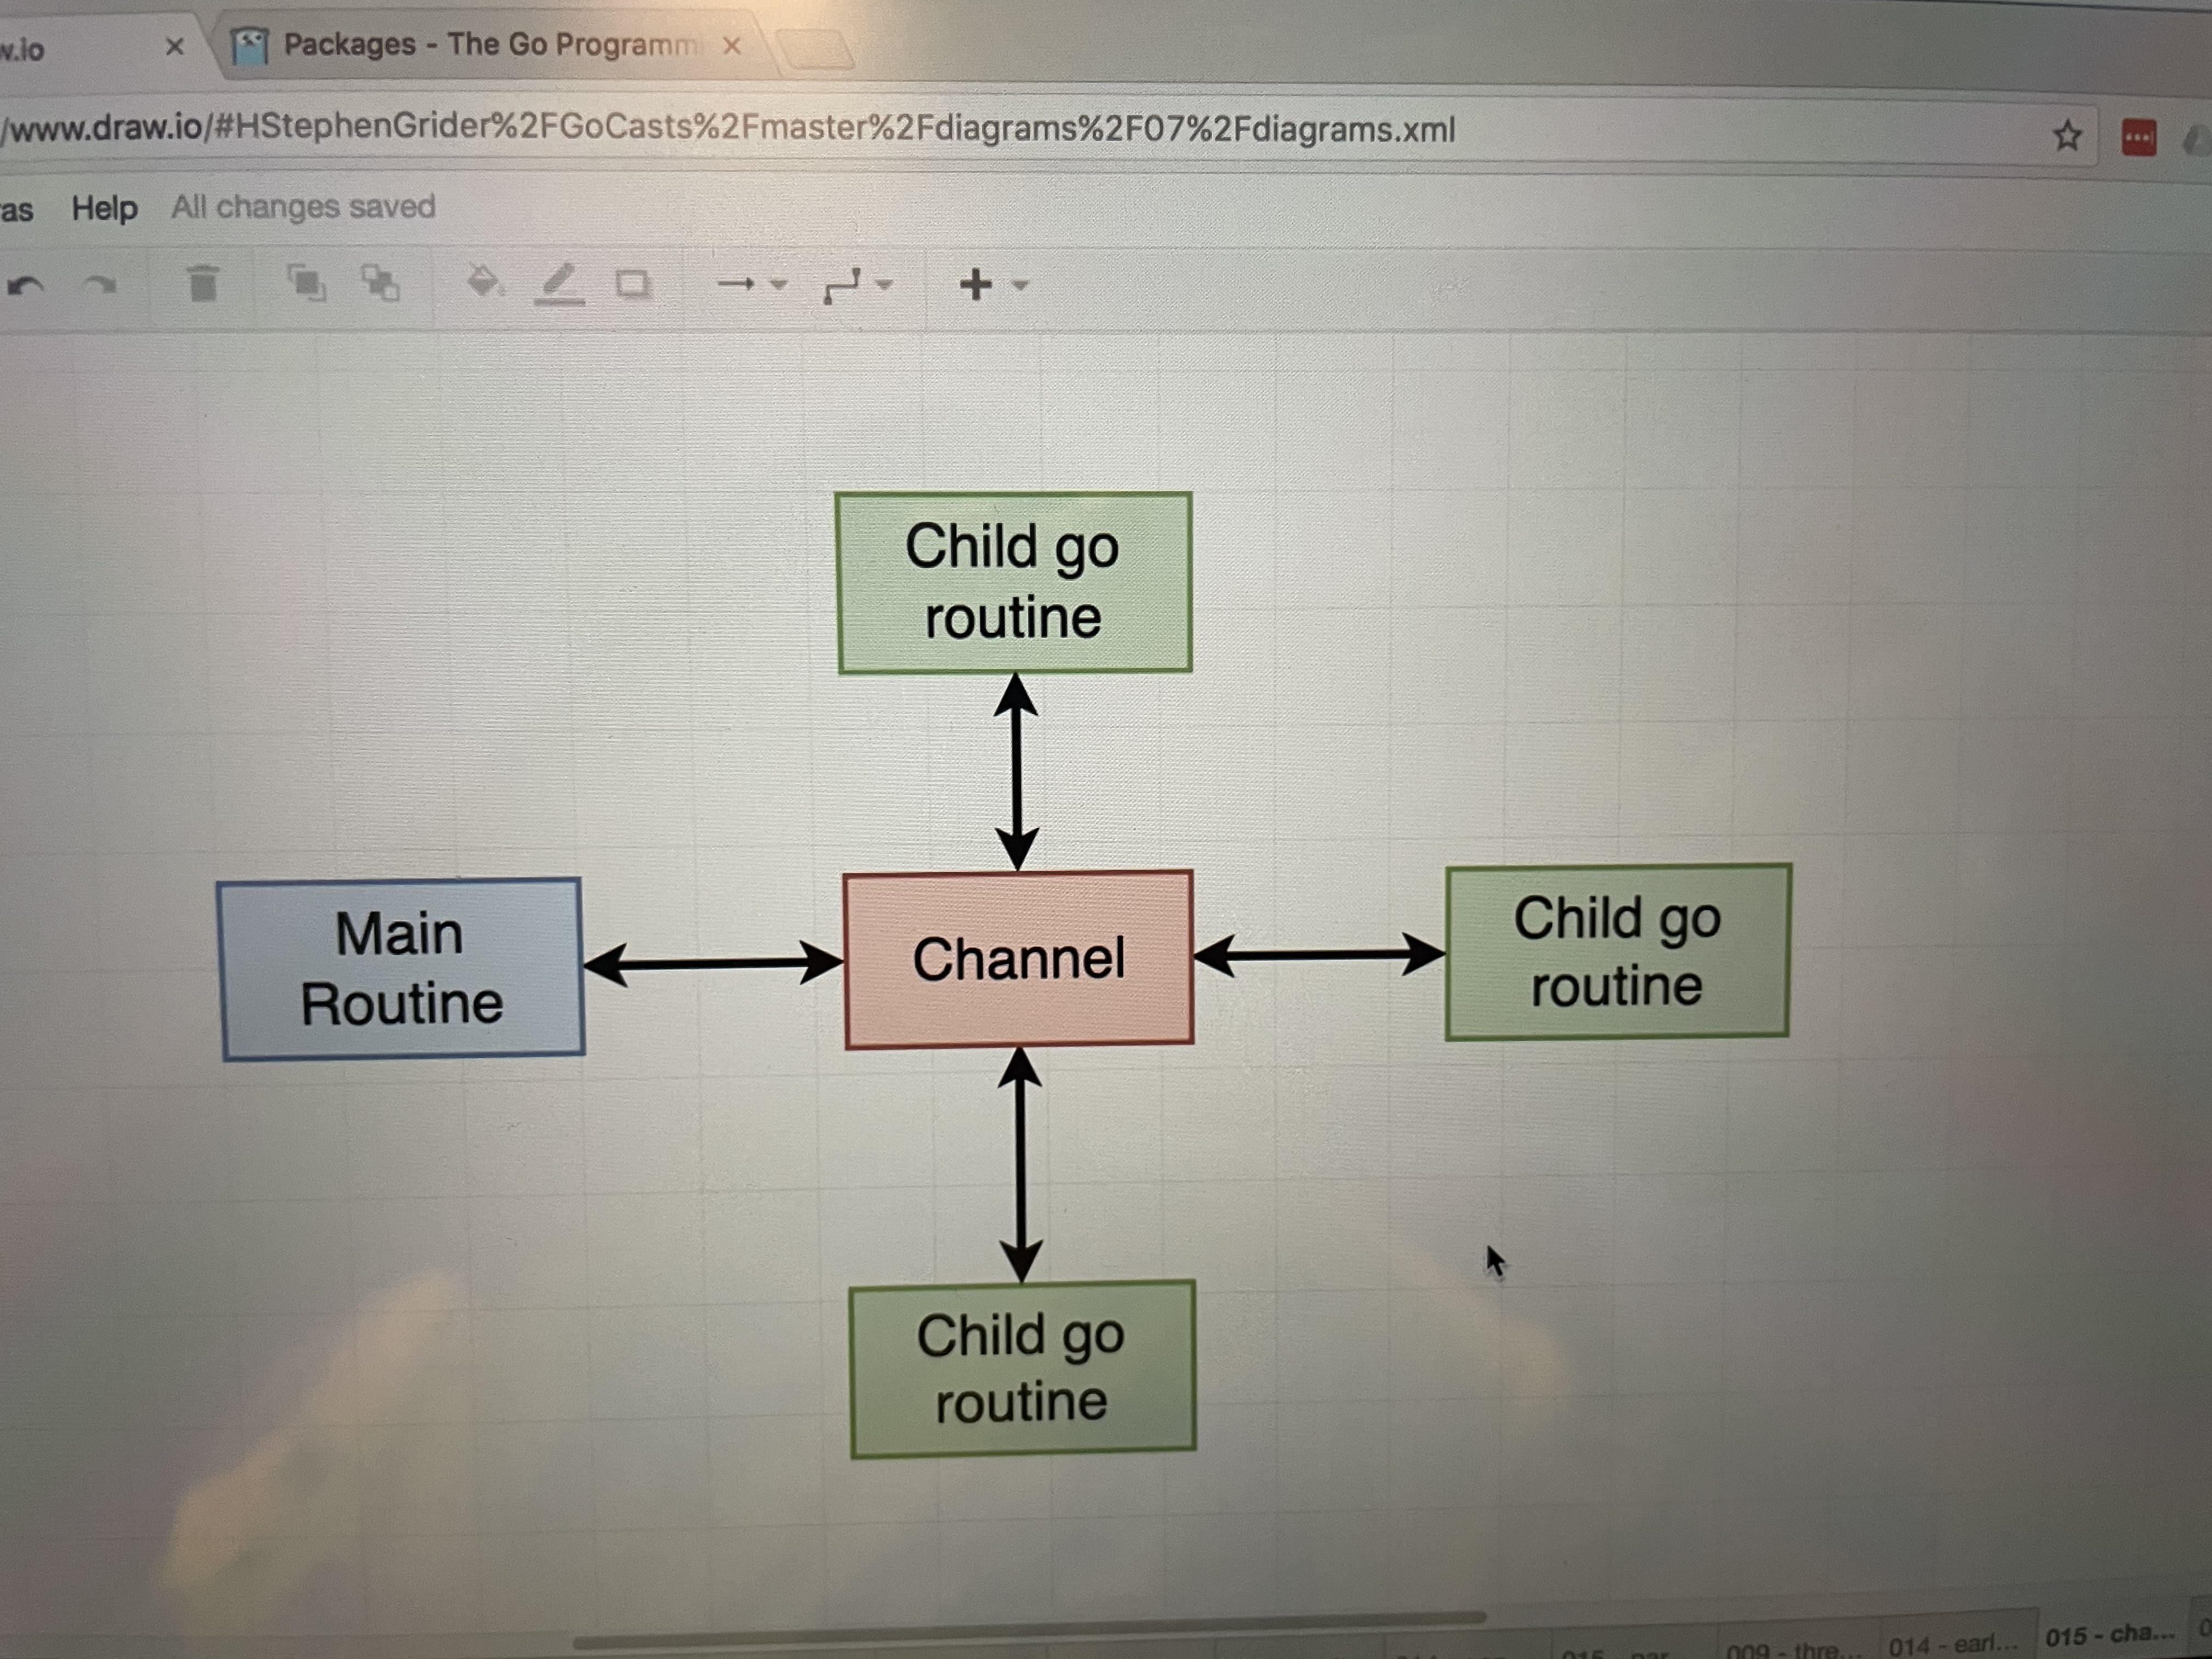 w.io
Packages - The Go Programm
/www.draw.io/#HStephenGrider%2FGoCasts%2Fmaster%2Fdiagrams%2F07%2Fdiagrams.xml
as Help All changes saved
Child go
routine
Main
Routine
Channel
Child go
routine
Child go
routine
009 - thre... 014 - earl... 015 - cha...